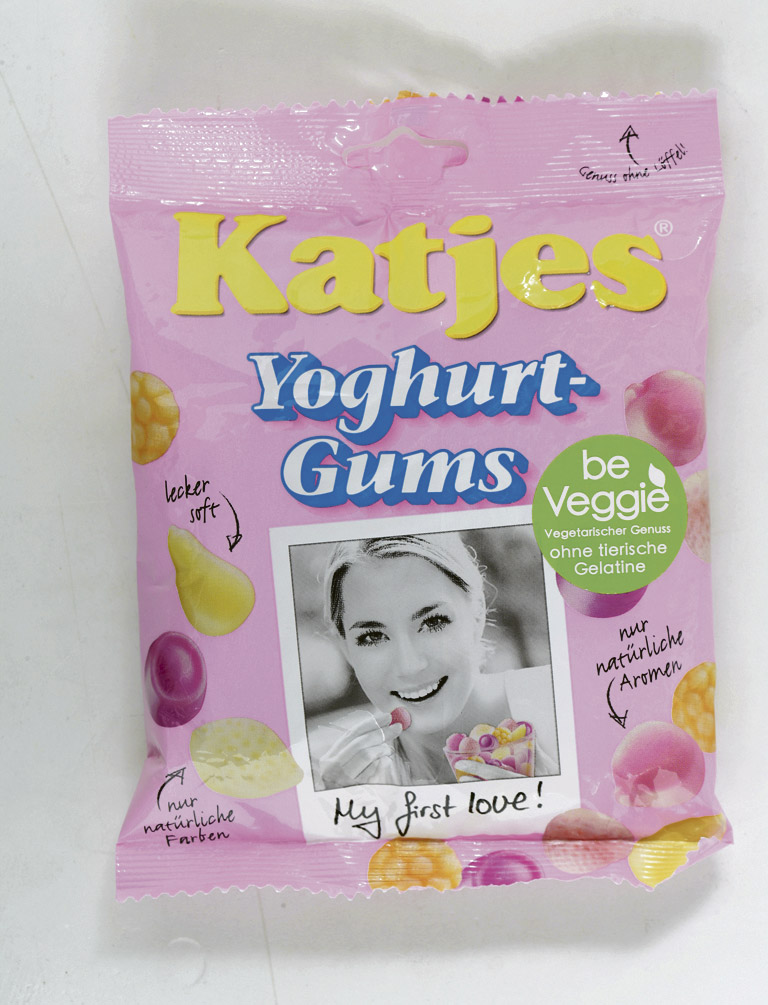 Genuss ohne Löffel!
Katjes®
Yoghurt-
Gums
be
Veggie
Vegetarischer Genuss
ohne tierische
Gelatine
lecker
soft
nur
natürliche
Aromen
nur
natürliche
Farben
My first love!